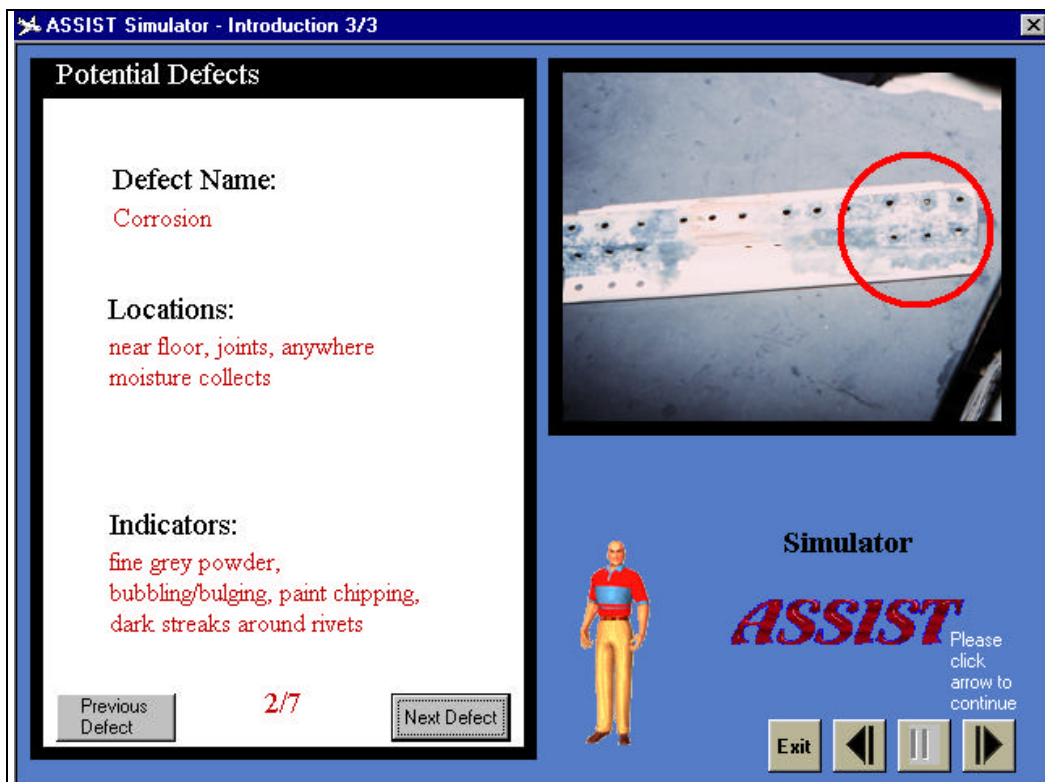 ASSIST Simulator - Introduction 3/3
Potential Defects
Defect Name:
Corrosion
Locations:
near floor, joints, anywhere
moisture collects
Indicators:
fine grey powder,
bubbling/bulging, paint chipping,
dark streaks around rivets
Previous
Defect
2/7
Next Defect
Simulator
ASSIST
Please
click
arrow to
continue
Exit